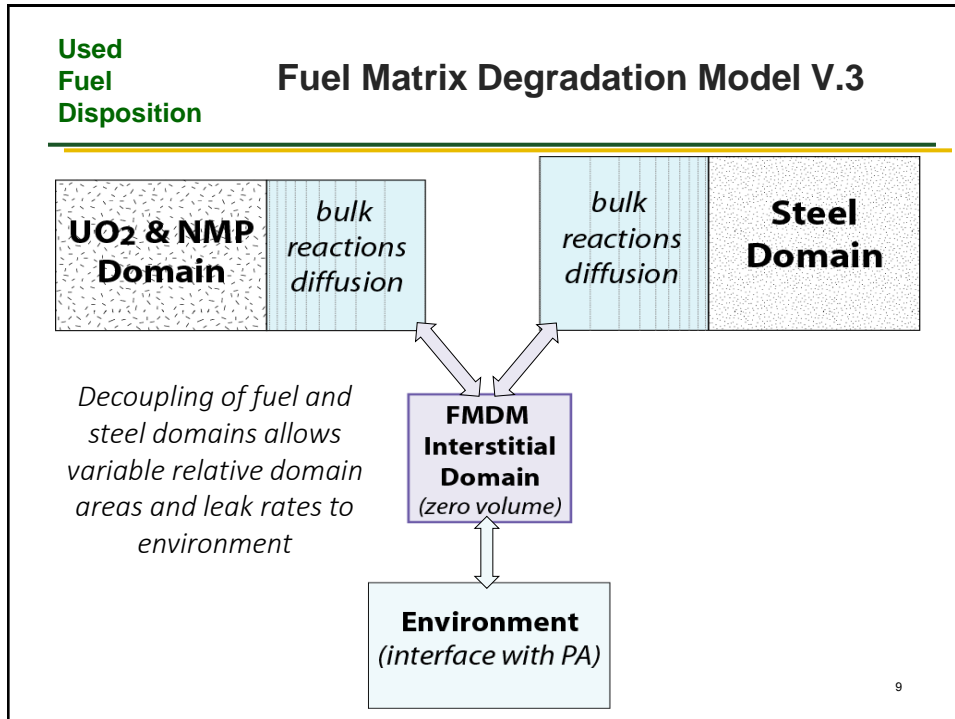 Used
Fuel
Disposition
Fuel Matrix Degradation Model V.3
UO2 & NMP
Domain
bulk
reactions
diffusion
bulk
reactions
diffusion
Steel
Domain
Decoupling of fuel and
steel domains allows
variable relative domain
areas and leak rates to
environment
FMDM
Interstitial
Domain
(zero volume)
Environment
(interface with PA)
9